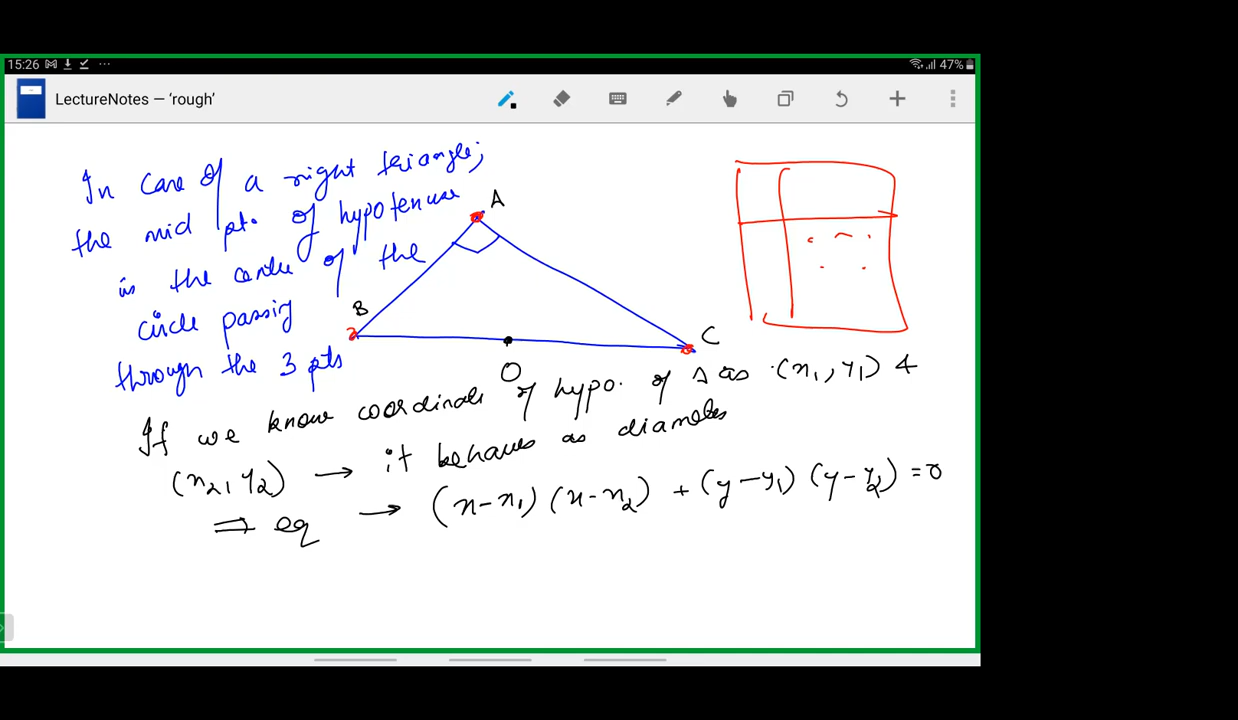 15:26
47%
LectureNotes — ‘rough’
In case of a right triangle;
the mid pt. of hypotenuse
is the centre of the
circle passing
through the 3 pts
A
B
C
O
If we know coordinate of hypo. of Δ as (x₁, y₁) &
(x₂, y₂) → it behaves as diameter
⇒ eq → (x-x₁) (x-x₂) + (y-y₁) (y-y₂) = 0